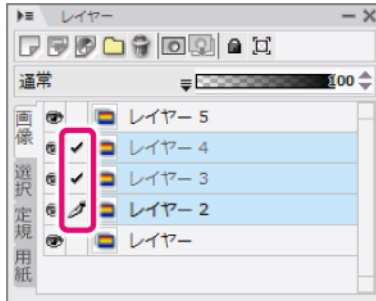 レイヤー
通常
100
画像
選択
定規
用紙
レイヤー 5
レイヤー 4
レイヤー 3
レイヤー 2
レイヤー